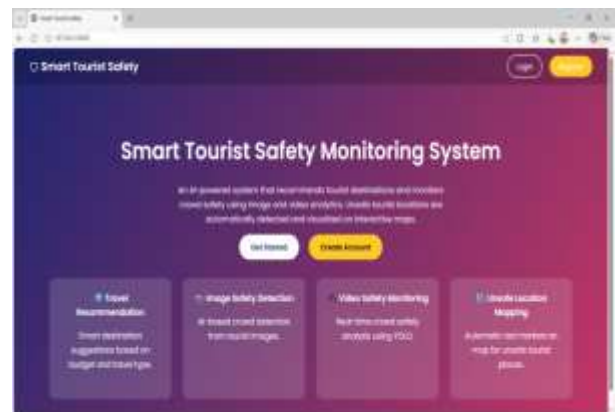 Smart Tourist Safety
Login
Smart Tourist Safety Monitoring System
An AI-powered system that recommends tourist destinations and monitors
crowd safety using image and video analytics. Unsafe tourist locations are
automatically detected and visualized on interactive maps.
Get Started
Create Account
Travel
Recommendation
Smart destination
suggestions based on
budget and travel type.
Image Safety Detection
AI-based crowd detection
from tourist images.
Video Safety Monitoring
Real-time crowd safety
analysis using YOLO.
Unsafe Location
Mapping
Automatic red markers on
map for unsafe tourist
places.